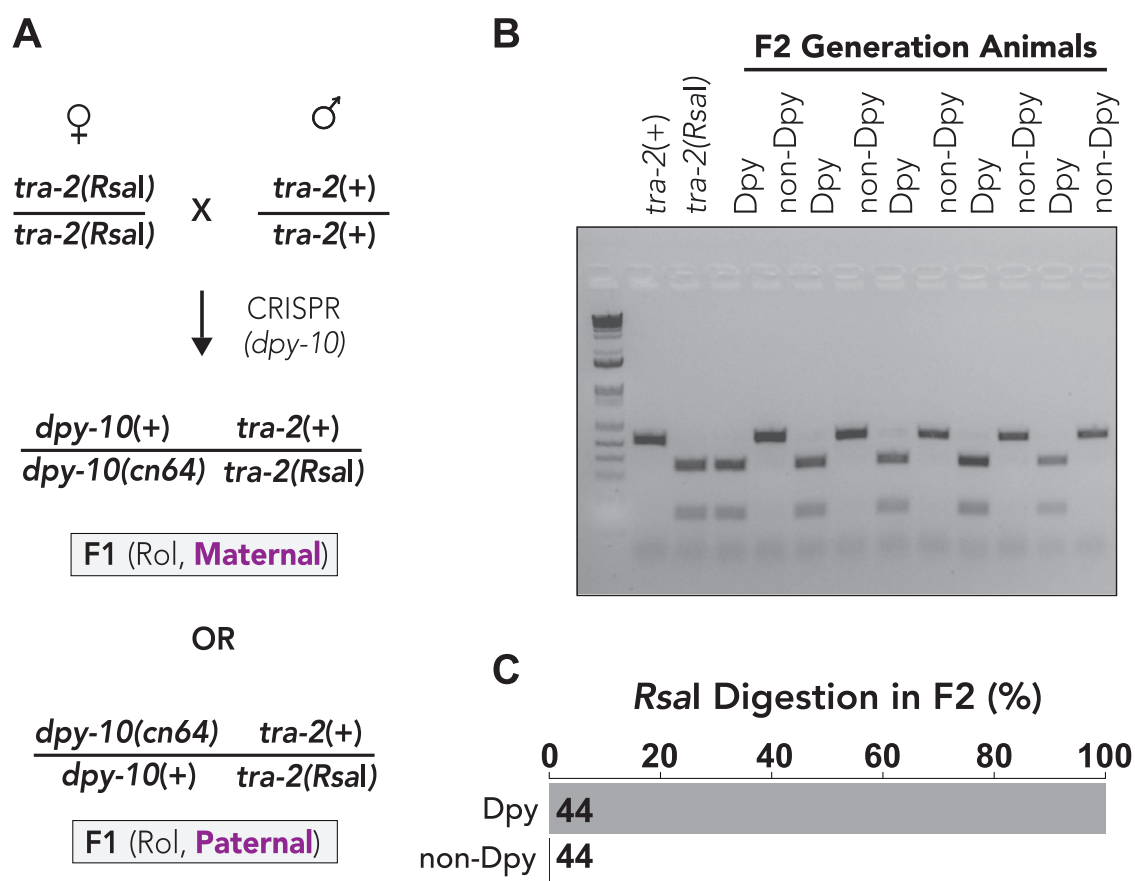 A
♀ ♂
tra-2(RsaI) X tra-2(+)
tra-2(RsaI) tra-2(+)
CRISPR
(dpy-10)
dpy-10(+) tra-2(+)
dpy-10(cn64) tra-2(RsaI)
F1 (Rol, Maternal)
OR
dpy-10(cn64) tra-2(+)
dpy-10(+) tra-2(RsaI)
F1 (Rol, Paternal)
B
F2 Generation Animals
tra-2(+)
tra-2(RsaI)
Dpy
non-Dpy
Dpy
non-Dpy
Dpy
non-Dpy
Dpy
non-Dpy
Dpy
non-Dpy
C
RsaI Digestion in F2 (%)
0 20 40 60 80 100
Dpy 44
non-Dpy 44